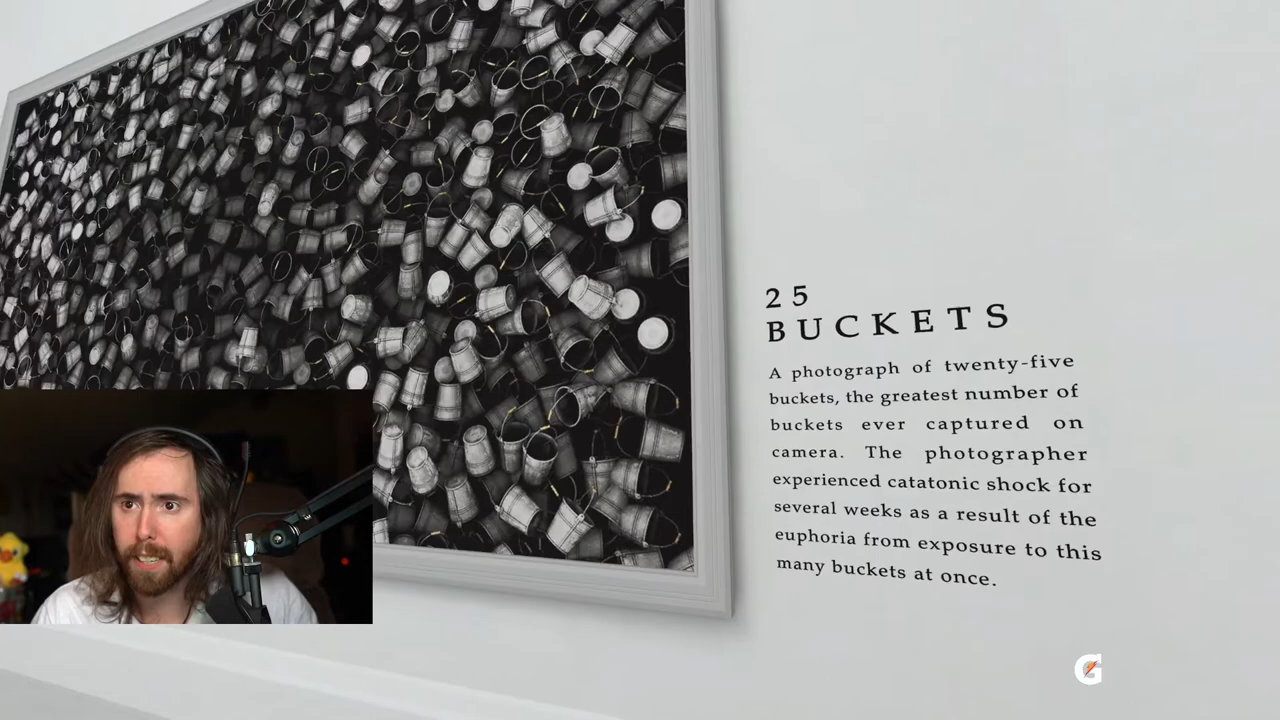 25
BUCKETS
A photograph of twenty-five
buckets, the greatest number of
buckets ever captured on
camera. The photographer
experienced catatonic shock for
several weeks as a result of the
euphoria from exposure to this
many buckets at once.
G